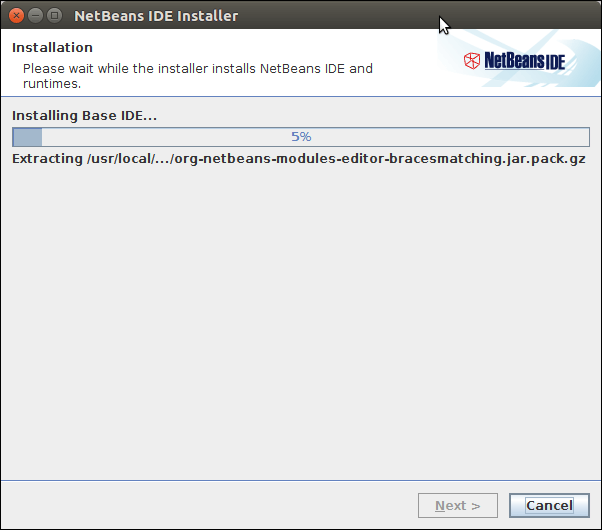 NetBeans IDE Installer
Installation
Please wait while the installer installs NetBeans IDE and
runtimes.
NetBeans IDE
Installing Base IDE...
5%
Extracting /usr/local/.../org-netbeans-modules-editor-bracesmatching.jar.pack.gz
Next >
Cancel